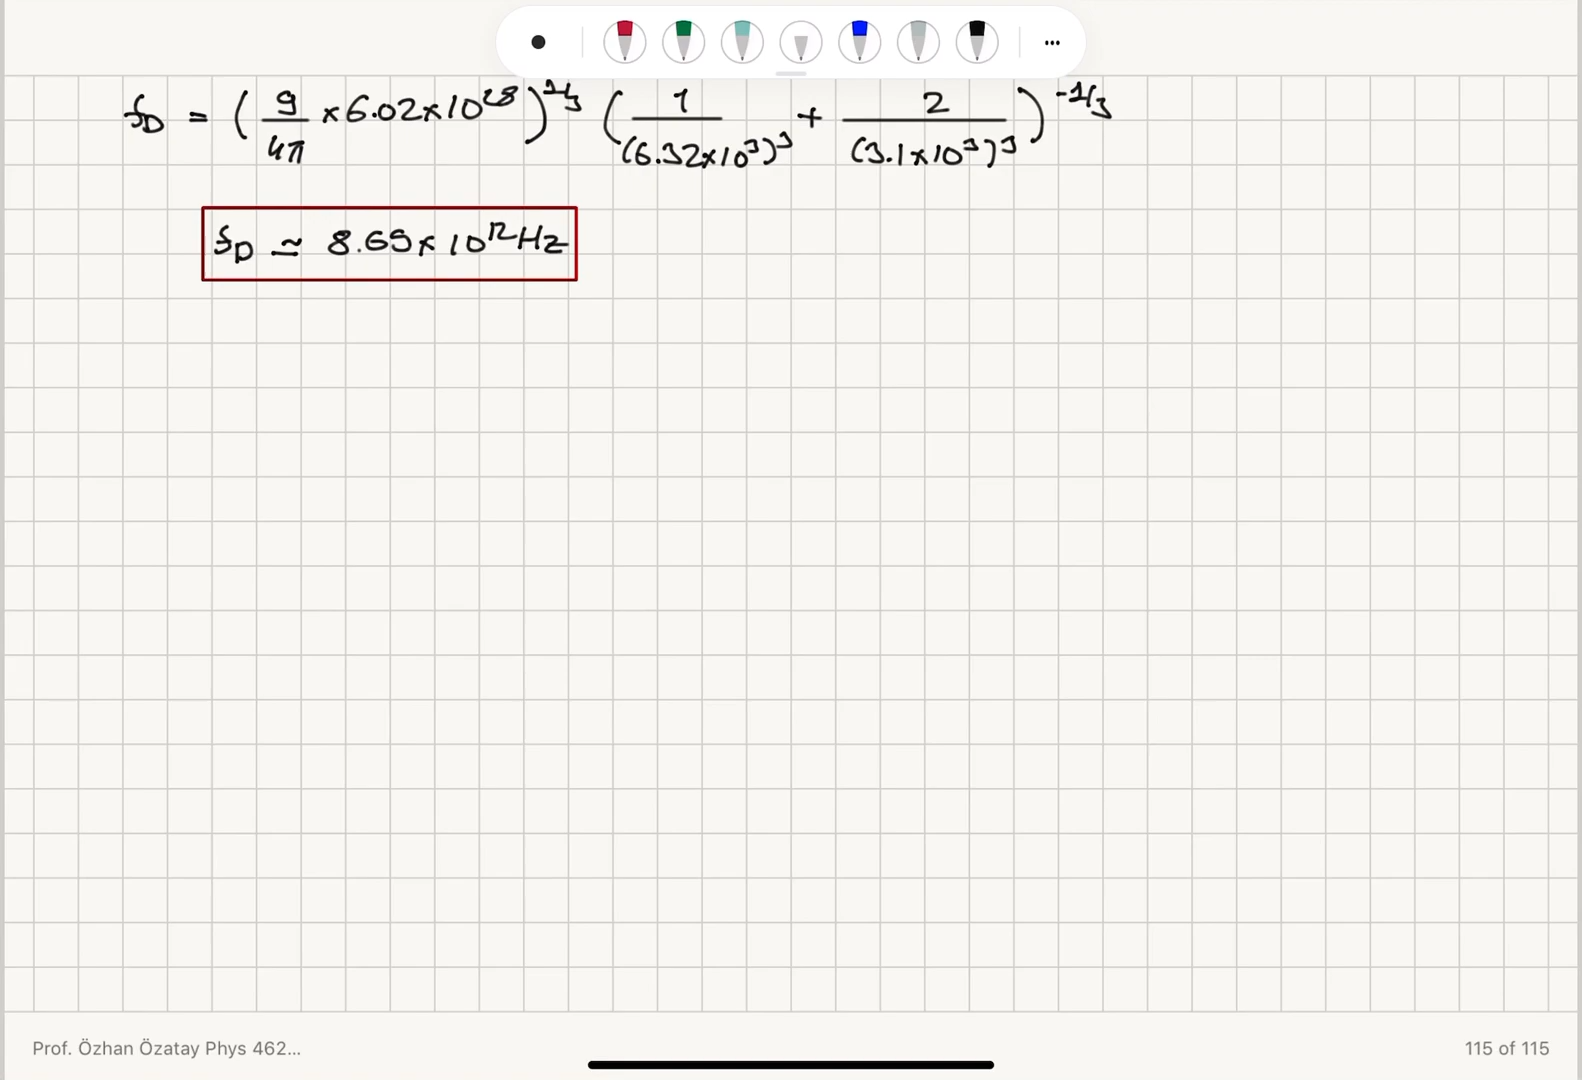 f_D = (9/4π × 6.02×10^28)^1/3 (1/(6.32×10^3)^3 + 2/(3.1×10^3)^3)^-1/3
f_D ≃ 8.69×10^12 Hz
Prof. Özhan Özatay Phys 462...
115 of 115